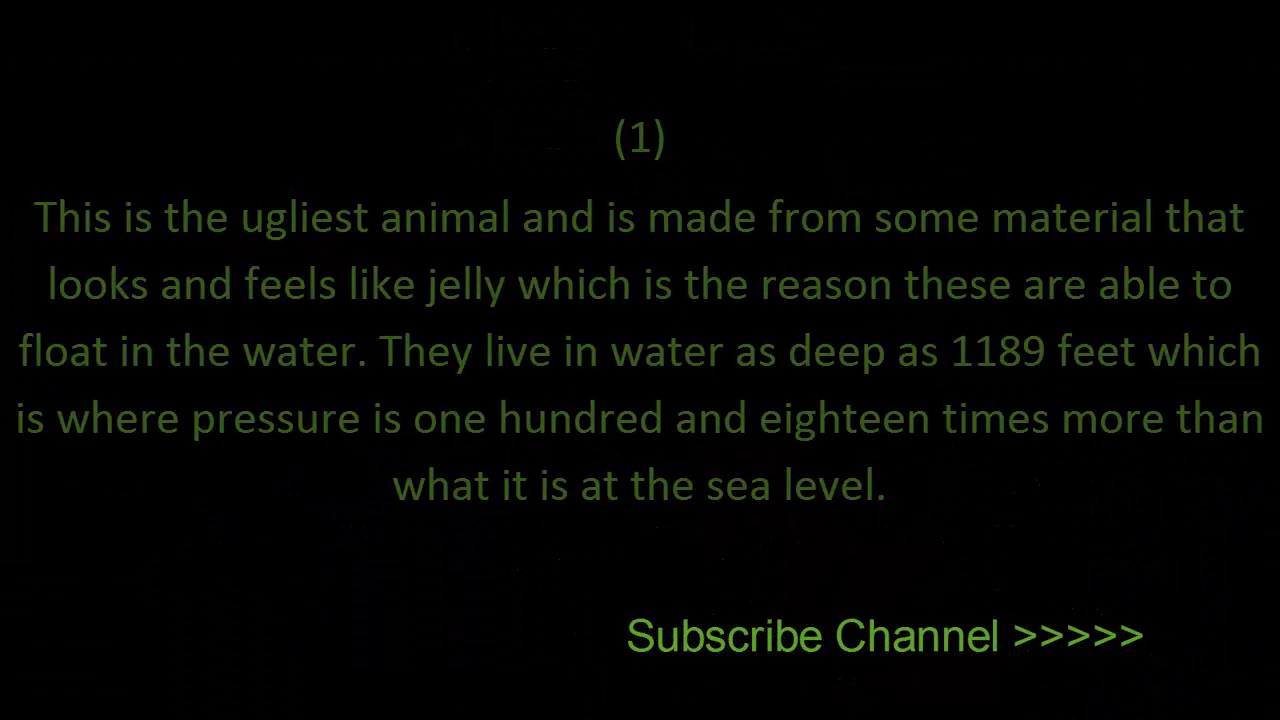 (1)
This is the ugliest animal and is made from some material that
looks and feels like jelly which is the reason these are able to
float in the water. They live in water as deep as 1189 feet which
is where pressure is one hundred and eighteen times more than
what it is at the sea level.
Subscribe Channel >>>>>